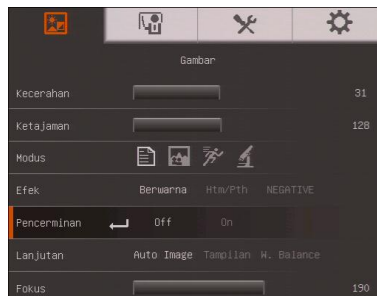 Gambar
Kecerahan 31
Ketajaman 128
Modus
Efek Berwarna Htm/Pth NEGATIVE
Pencerminan Off On
Lanjutan Auto Image Tampilan W. Balance
Fokus 190